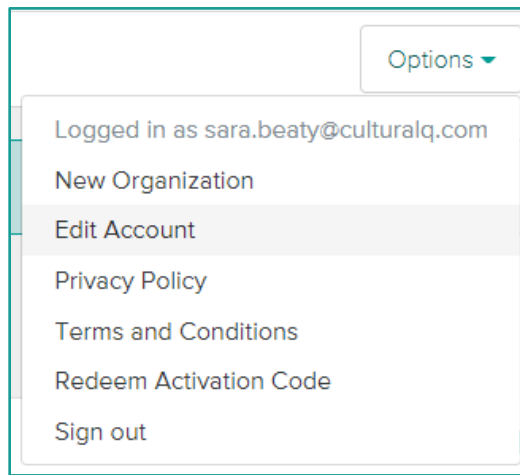 Options
Logged in as sara.beaty@culturalq.com
New Organization
Edit Account
Privacy Policy
Terms and Conditions
Redeem Activation Code
Sign out